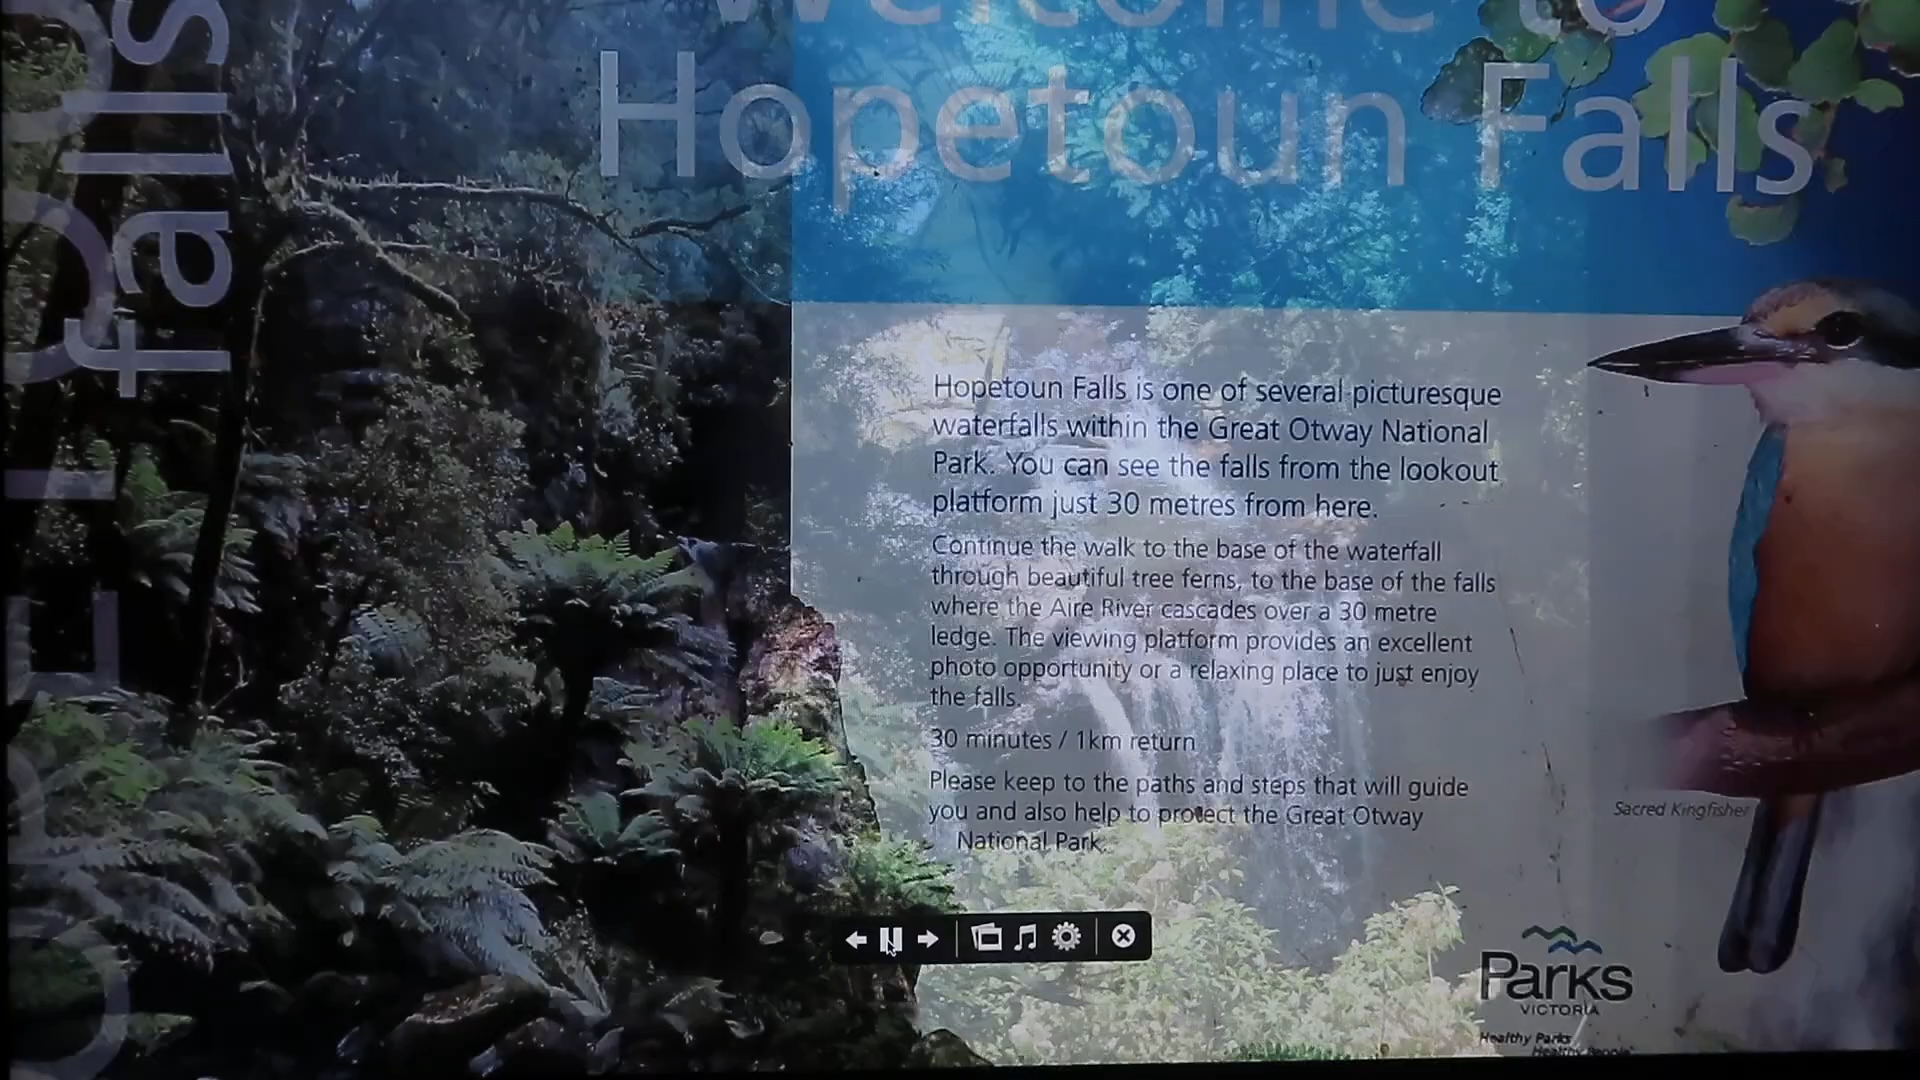 Welcome to
Hopetoun Falls
falls
Hopetoun Falls is one of several picturesque
waterfalls within the Great Otway National
Park. You can see the falls from the lookout
platform just 30 metres from here.
Continue the walk to the base of the waterfall
through beautiful tree ferns, to the base of the falls
where the Aire River cascades over a 30 metre
ledge. The viewing platform provides an excellent
photo opportunity or a relaxing place to just enjoy
the falls.
30 minutes / 1km return
Please keep to the paths and steps that will guide
you and also help to protect the Great Otway
National Park.
Sacred Kingfisher
Parks
VICTORIA
Healthy Parks
Healthy People